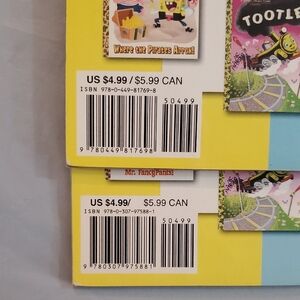 Where the Pirates Arrgh!
TOOTLE
US $4.99 / $5.99 CAN
ISBN 978-0-449-81769-8
50499
9 780449 817698
Mr. FancyPants!
US $4.99/ $5.99 CAN
ISBN 978-0-307-97588-1
50499
9 780307 975881